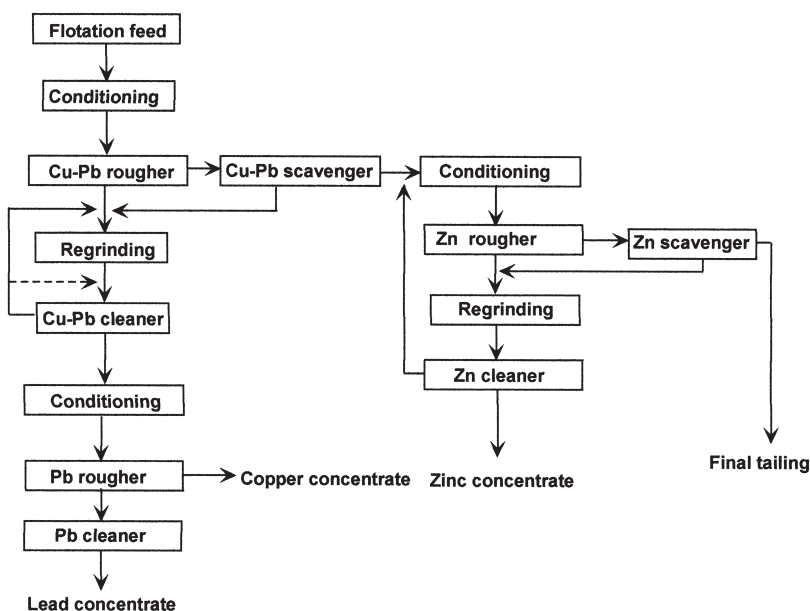 Flotation feed
Conditioning
Cu-Pb rougher
Cu-Pb scavenger
Conditioning
Zn rougher
Zn scavenger
Regrinding
Regrinding
Cu-Pb cleaner
Zn cleaner
Conditioning
Pb rougher
Copper concentrate
Zinc concentrate
Final tailing
Pb cleaner
Lead concentrate